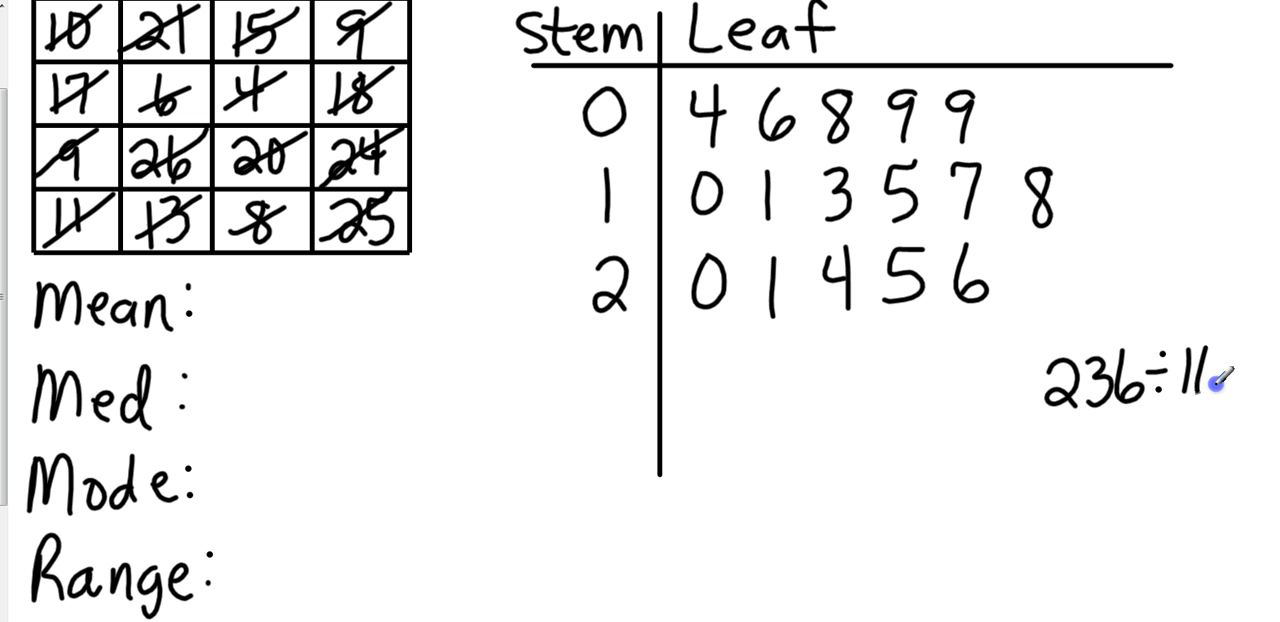 10 21 15 9
17 6 4 18
9 26 20 24
11 13 8 25
Mean:
Med :
Mode:
Range:
Stem Leaf
0 4 6 8 9 9
1 0 1 3 5 7 8
2 0 1 4 5 6
236÷11